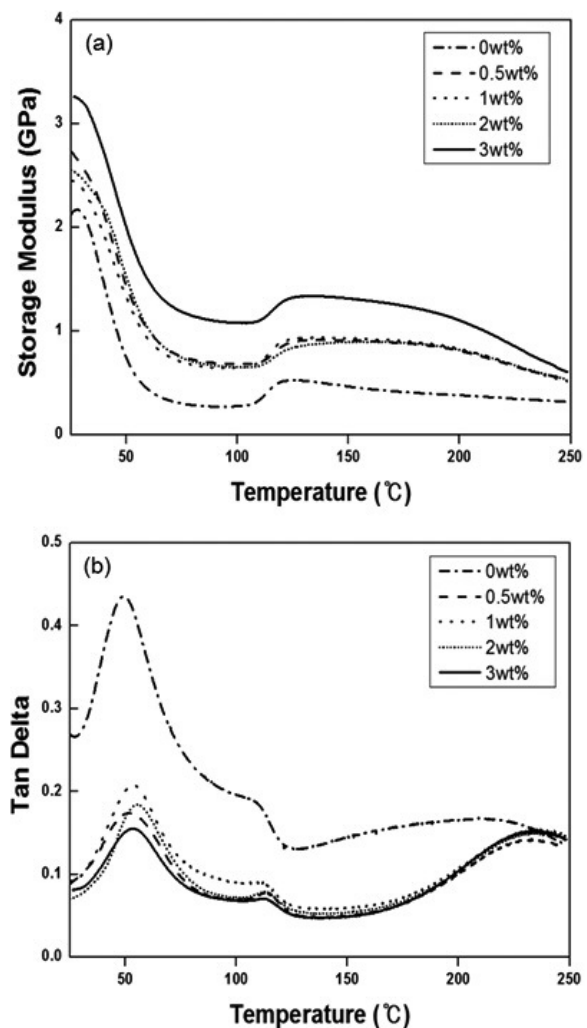 (a)
0wt%
0.5wt%
1wt%
2wt%
3wt%
Storage Modulus (GPa)
4
3
2
1
0
50
100
150
200
250
Temperature (℃)
(b)
0wt%
0.5wt%
1wt%
2wt%
3wt%
Tan Delta
0.5
0.4
0.3
0.2
0.1
0.0
50
100
150
200
250
Temperature (℃)